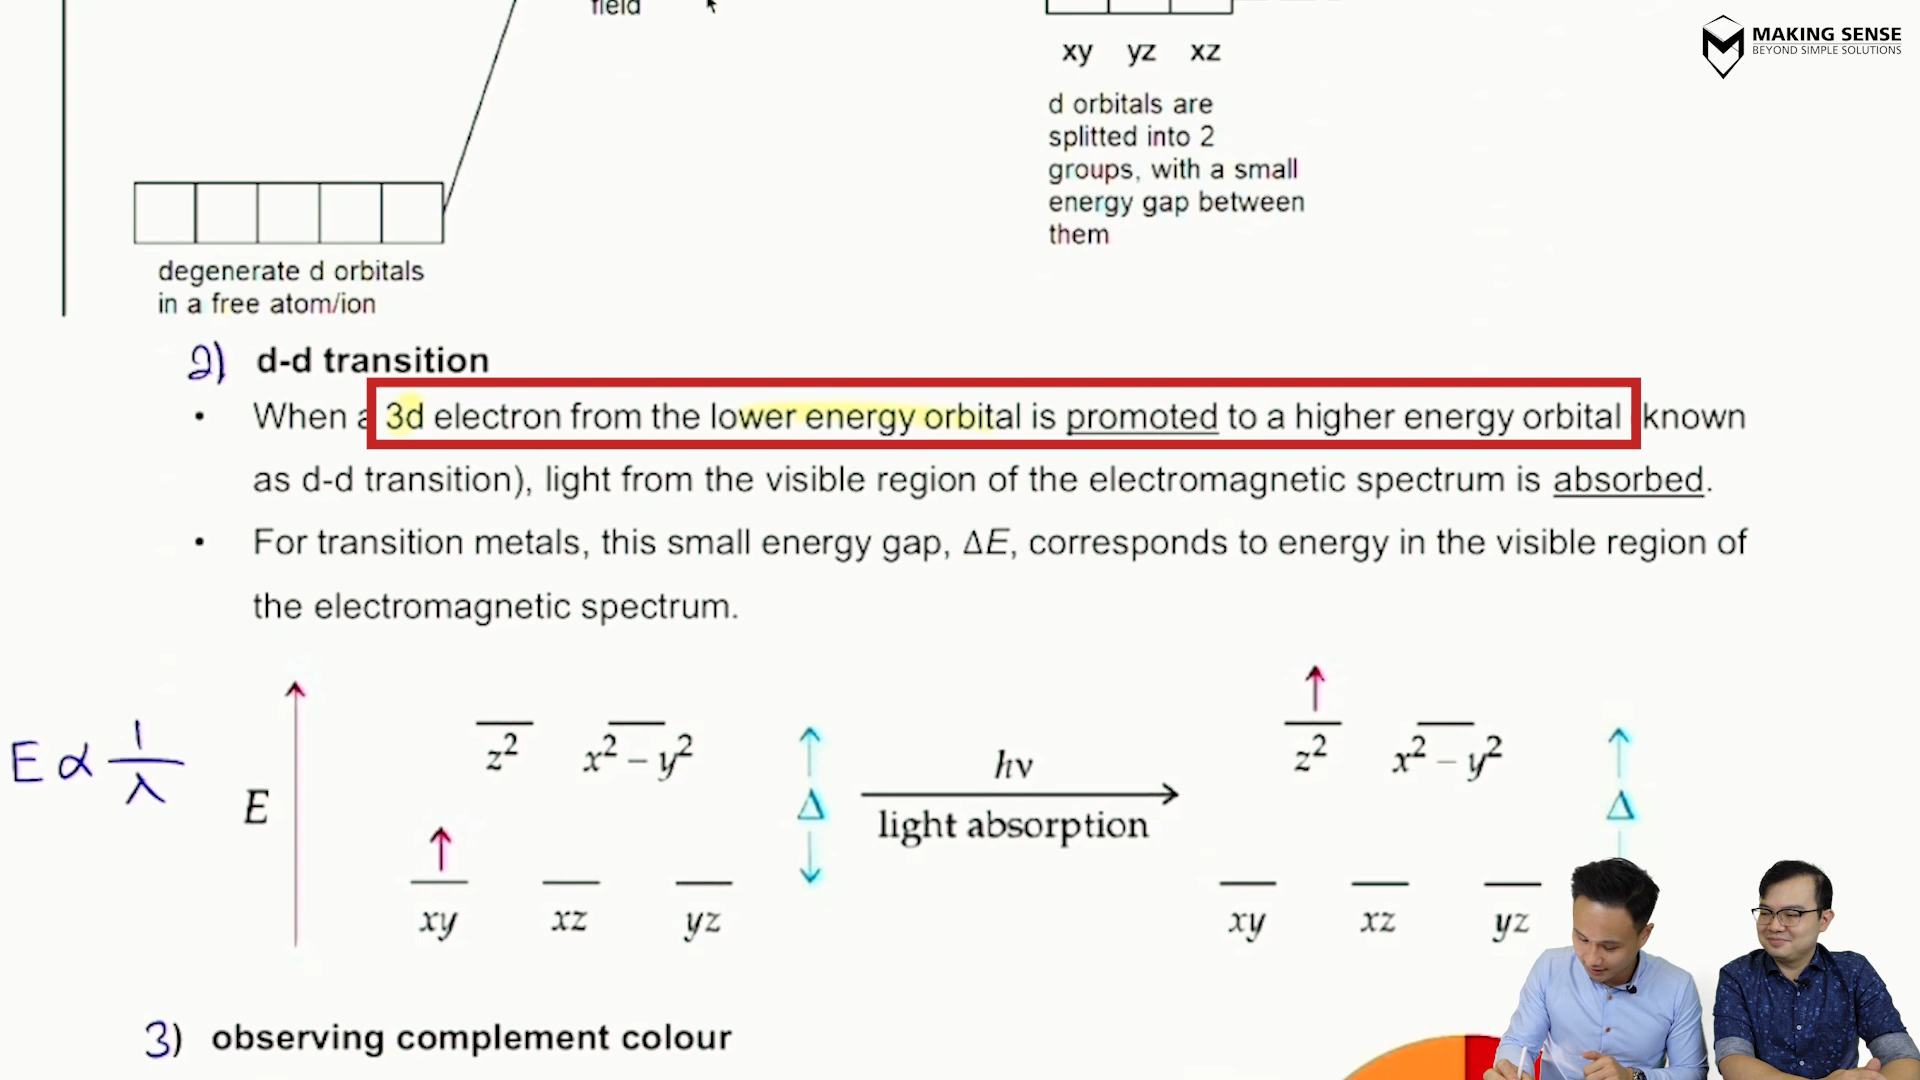 field
MAKING SENSE
BEYOND SIMPLE SOLUTIONS
xy yz xz
d orbitals are
splitted into 2
groups, with a small
energy gap between
them
degenerate d orbitals
in a free atom/ion
2) d-d transition
• When a 3d electron from the lower energy orbital is promoted to a higher energy orbital known
as d-d transition), light from the visible region of the electromagnetic spectrum is absorbed.
• For transition metals, this small energy gap, ΔE, corresponds to energy in the visible region of
the electromagnetic spectrum.
E ∝ 1/λ
E
z² x² – y²
Δ
xy xz yz
hν
light absorption
z² x² – y²
Δ
xy xz yz
3) observing complement colour